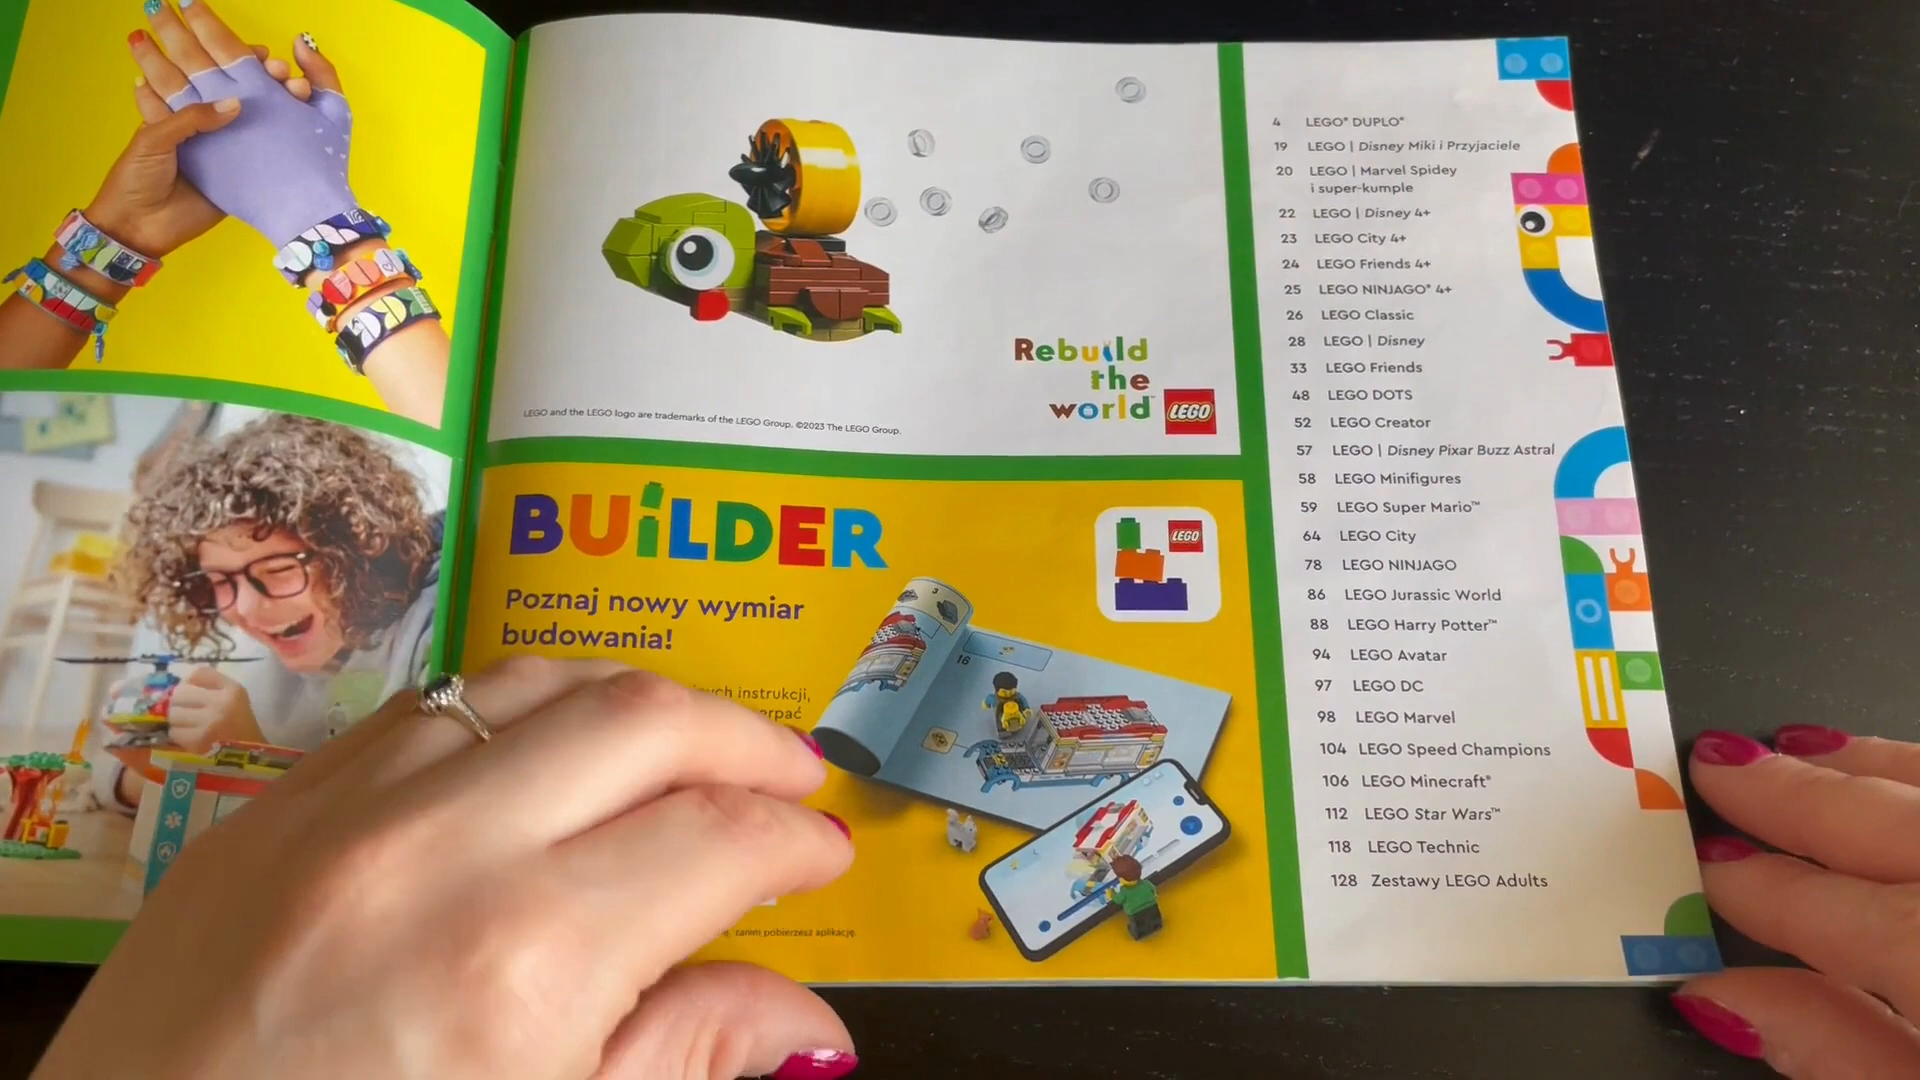 Rebuild
the
world™
LEGO
LEGO and the LEGO logo are trademarks of the LEGO Group. ©2023 The LEGO Group.
BUiLDER
LEGO
Poznaj nowy wymiar
budowania!
instrukcji,
3
16
zanim pobierzesz aplikację.
4 LEGO® DUPLO®
19 LEGO | Disney Miki i Przyjaciele
20 LEGO | Marvel Spidey
i super-kumple
22 LEGO | Disney 4+
23 LEGO City 4+
24 LEGO Friends 4+
25 LEGO NINJAGO® 4+
26 LEGO Classic
28 LEGO | Disney
33 LEGO Friends
48 LEGO DOTS
52 LEGO Creator
57 LEGO | Disney Pixar Buzz Astral
58 LEGO Minifigures
59 LEGO Super Mario™
64 LEGO City
78 LEGO NINJAGO
86 LEGO Jurassic World
88 LEGO Harry Potter™
94 LEGO Avatar
97 LEGO DC
98 LEGO Marvel
104 LEGO Speed Champions
106 LEGO Minecraft®
112 LEGO Star Wars™
118 LEGO Technic
128 Zestawy LEGO Adults